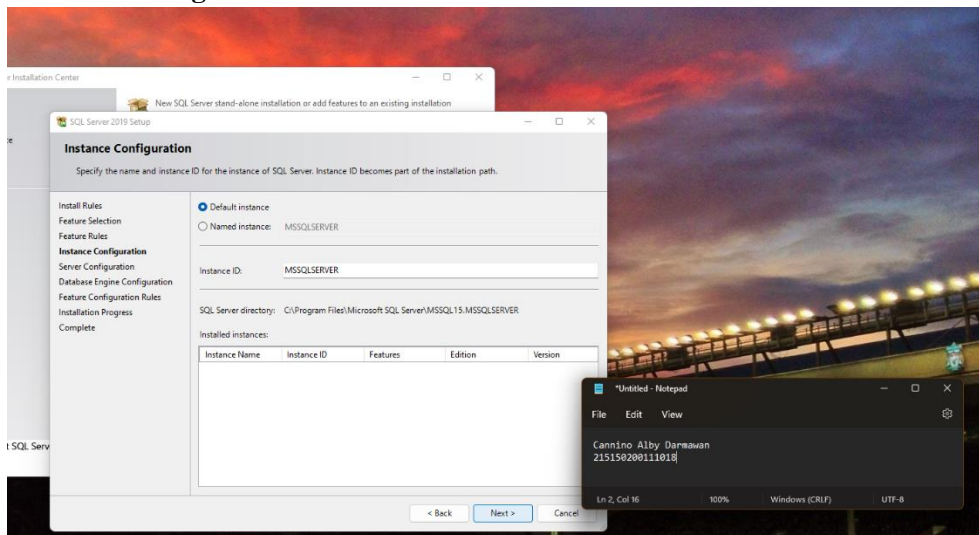 r Installation Center
New SQL Server stand-alone installation or add features to an existing installation
SQL Server 2019 Setup
Instance Configuration
Specify the name and instance ID for the instance of SQL Server. Instance ID becomes part of the installation path.
Install Rules
Feature Selection
Feature Rules
Instance Configuration
Server Configuration
Database Engine Configuration
Feature Configuration Rules
Installation Progress
Complete
Default instance
Named instance: MSSQLSERVER
Instance ID: MSSQLSERVER
SQL Server directory: C:\Program Files\Microsoft SQL Server\MSSQL15.MSSQLSERVER
Installed instances:
Instance Name Instance ID Features Edition Version
t SQL Serv
< Back Next > Cancel
*Untitled - Notepad
File Edit View
Cannino Alby Darmawan
215150200111018
Ln 2, Col 16 100% Windows (CRLF) UTF-8